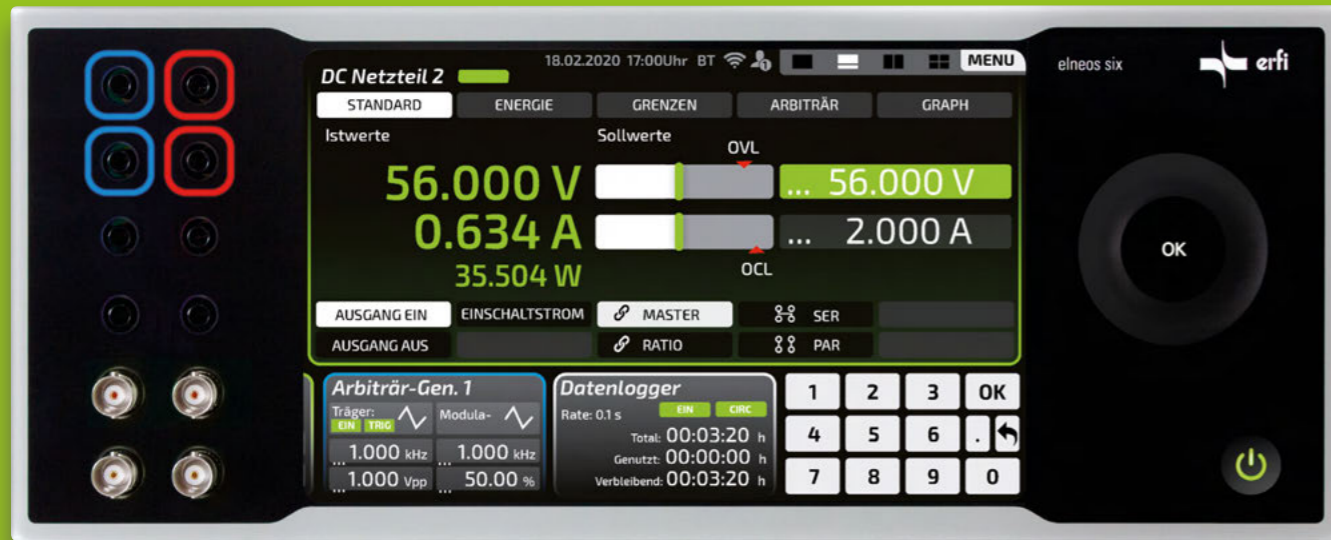 18.02.2020 17:00Uhr BT
MENU
DC Netzteil 2
STANDARD ENERGIE GRENZEN ARBITRÄR GRAPH
Istwerte Sollwerte
OVL
56.000 V ... 56.000 V
0.634 A ... 2.000 A
35.504 W
OCL
AUSGANG EIN EINSCHALTSTROM MASTER SER
AUSGANG AUS RATIO PAR
Arbiträr-Gen. 1
Träger: Modula-
EIN TRIG
1.000 kHz 1.000 kHz
1.000 Vpp 50.00 %
Datenlogger
Rate: 0.1 s EIN CIRC
Total: 00:03:20 h
Genutzt: 00:00:00 h
Verbleibend: 00:03:20 h
1 2 3 OK
4 5 6 .
7 8 9 0
elneos six
erfi
OK